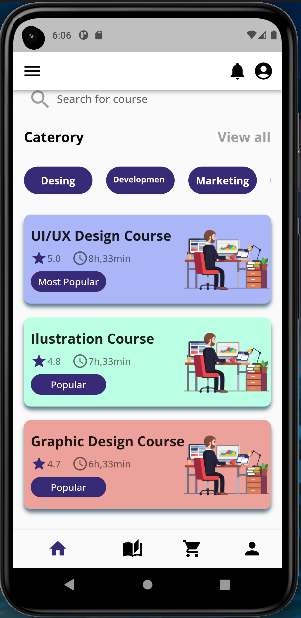 6:06
Search for course
Caterory View all
Desing Developmen Marketing
UI/UX Design Course
5.0 8h,33min
Most Popular
Ilustration Course
4.8 7h,33min
Popular
Graphic Design Course
4.7 6h,33min
Popular